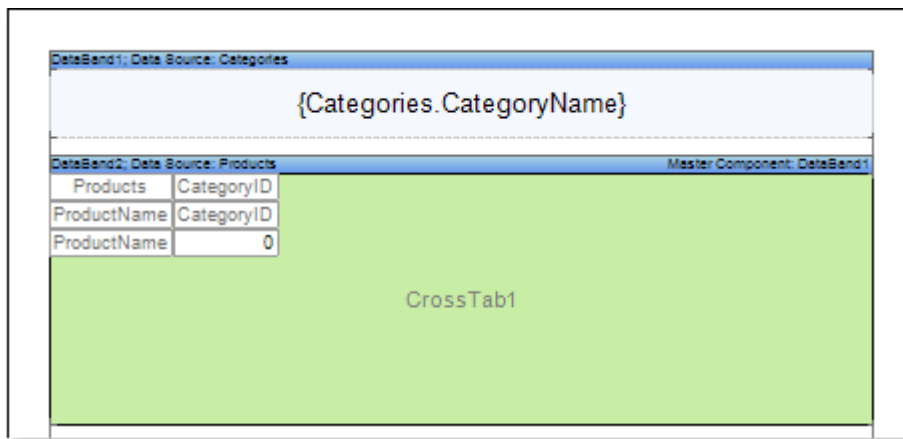 DataBand1; Data Source: Categories
{Categories.CategoryName}
DataBand2; Data Source: Products Master Component: DataBand1
Products CategoryID
ProductName CategoryID
ProductName 0
CrossTab1